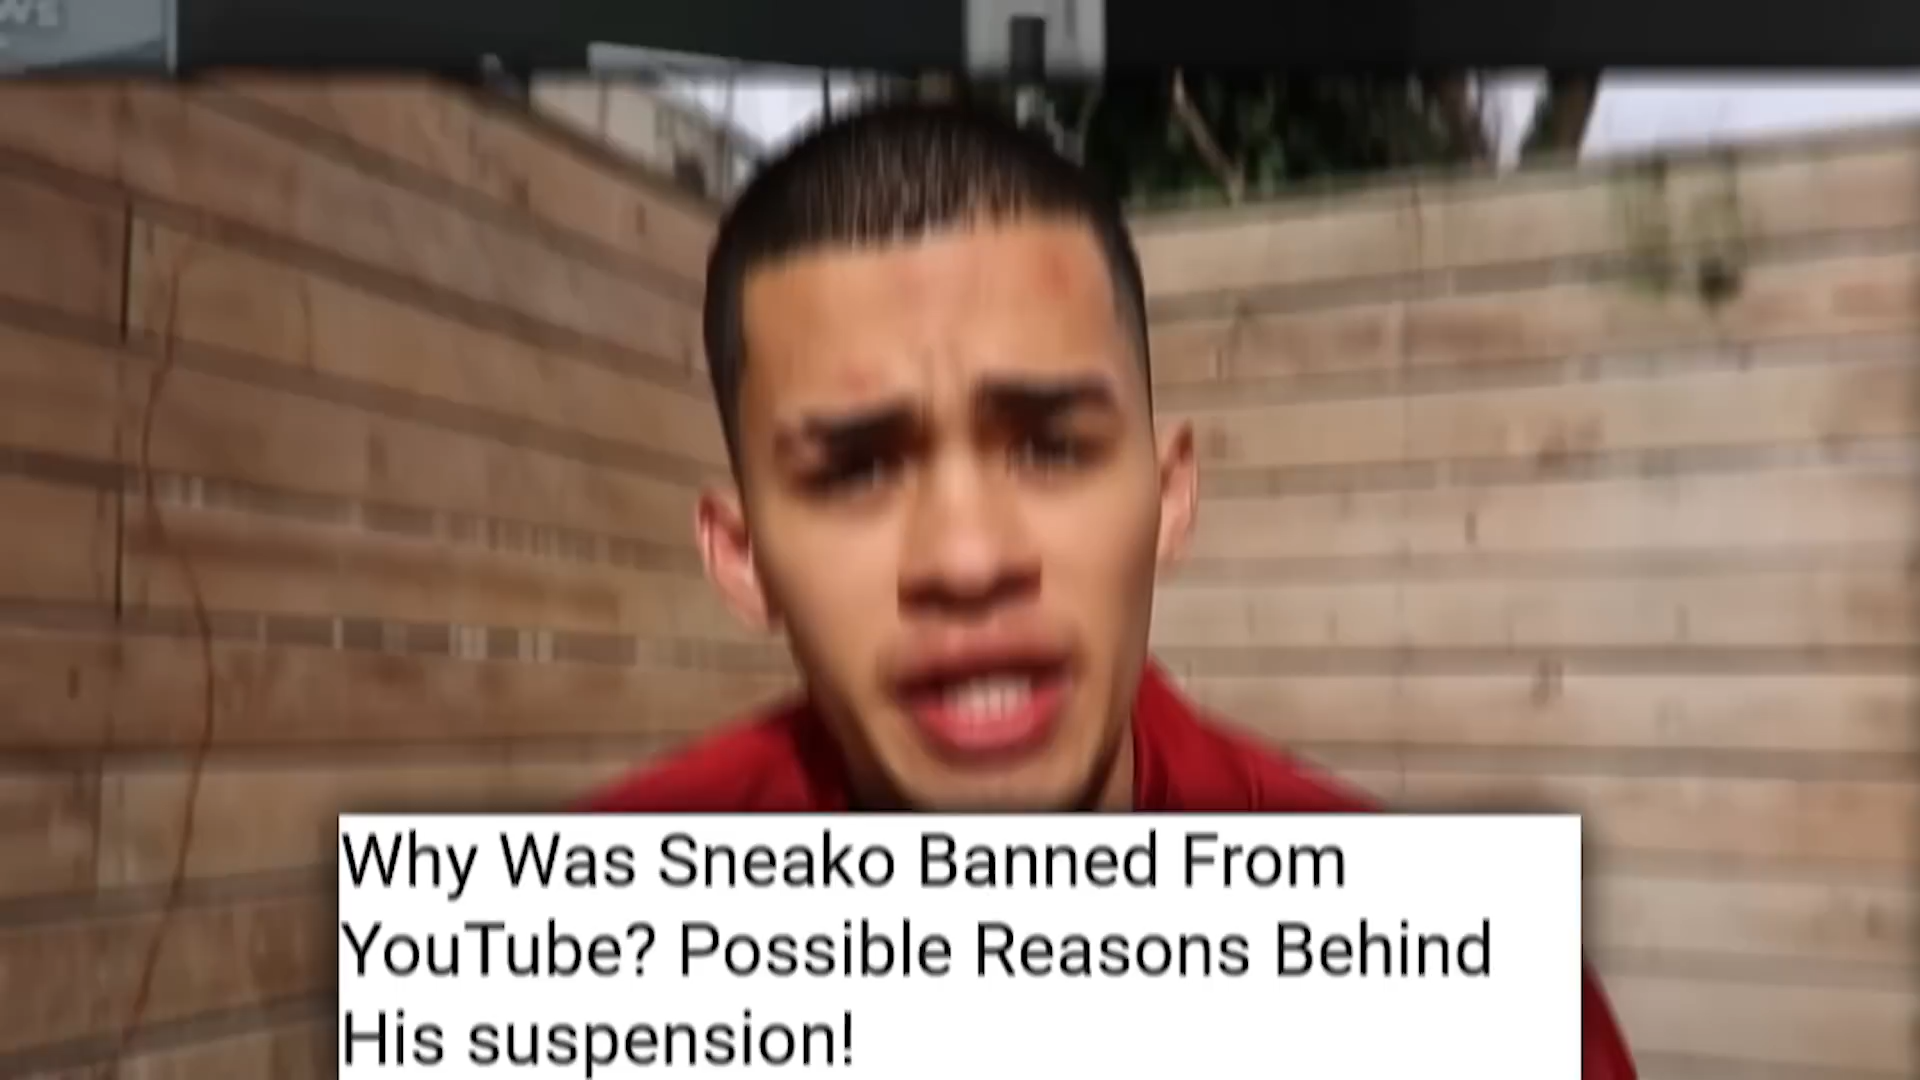 Why Was Sneako Banned From
YouTube? Possible Reasons Behind
His suspension!